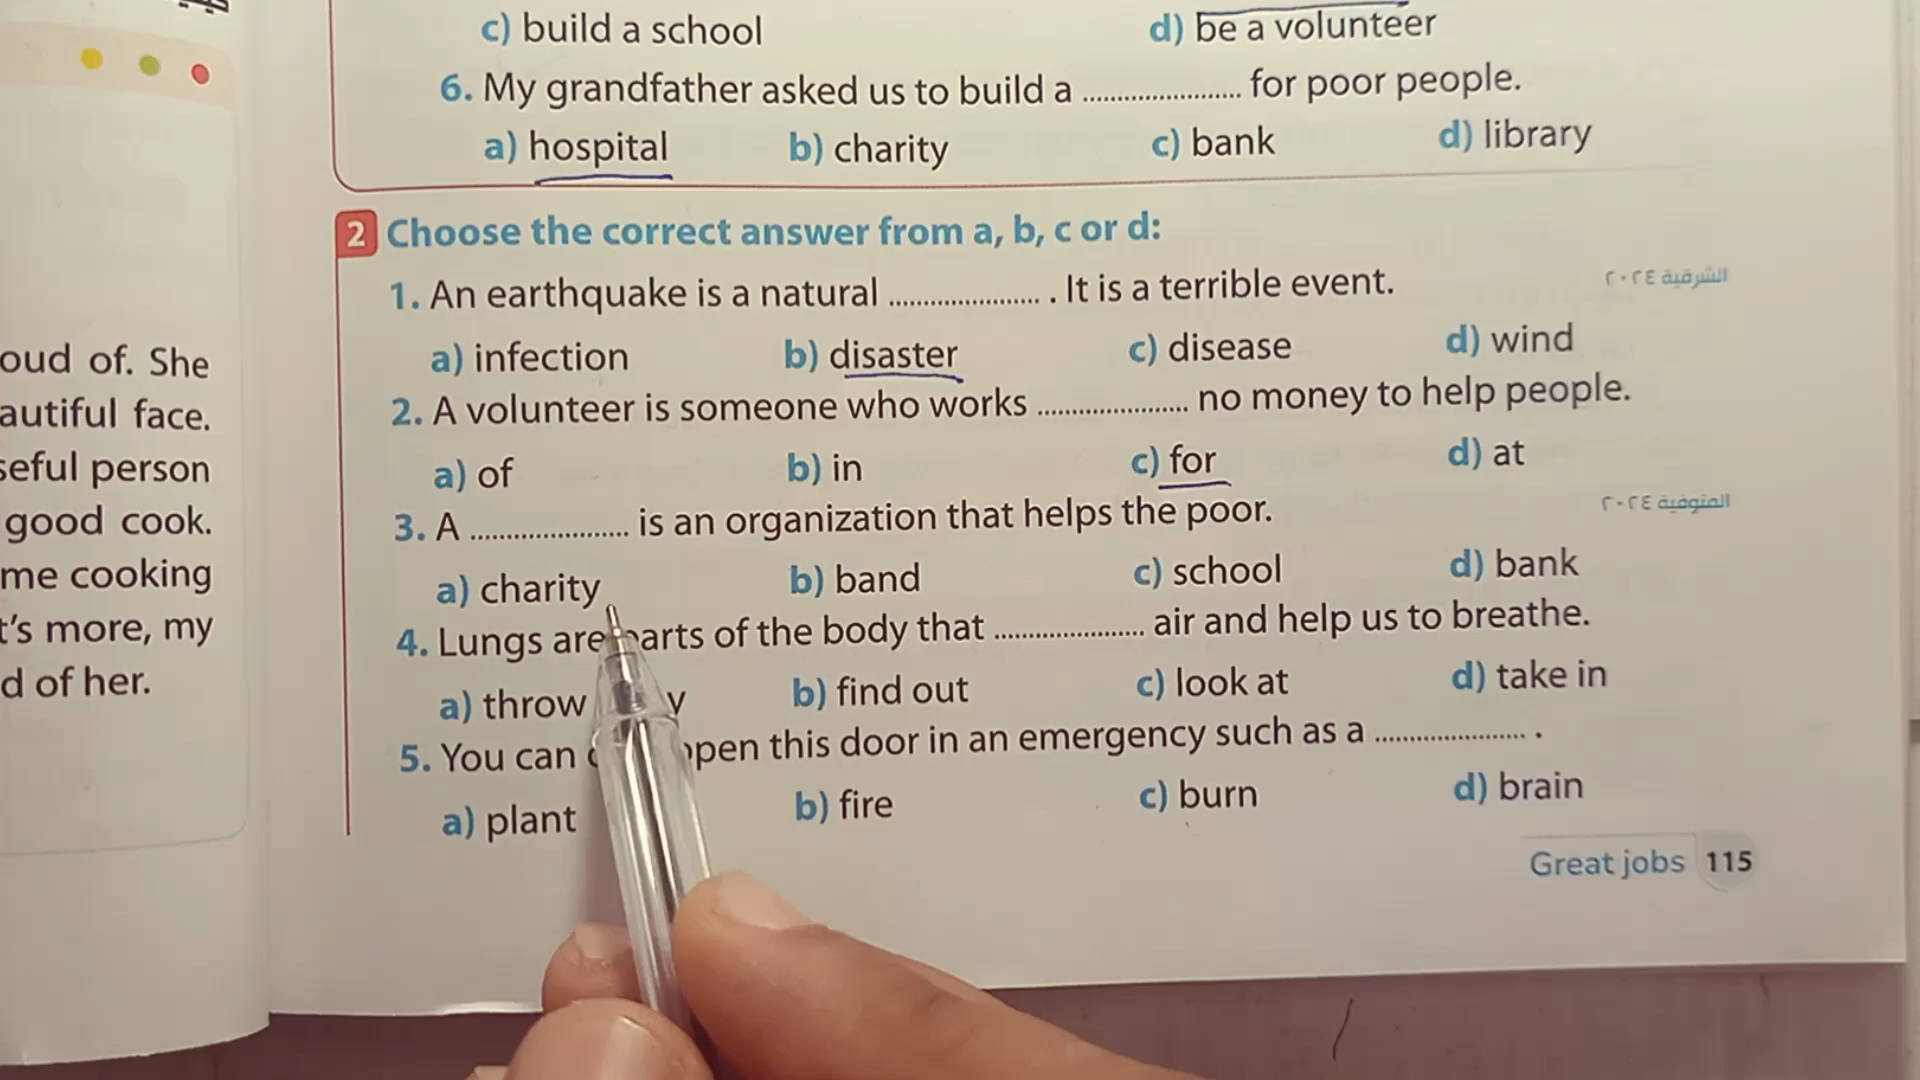 c) build a school d) be a volunteer
6. My grandfather asked us to build a ...................... for poor people.
a) hospital b) charity c) bank d) library
2 Choose the correct answer from a, b, c or d:
1. An earthquake is a natural ..................... . It is a terrible event. الشرقية ٢٠٢٤
a) infection b) disaster c) disease d) wind
2. A volunteer is someone who works ..................... no money to help people.
a) of b) in c) for d) at
3. A ...................... is an organization that helps the poor. المنوفية ٢٠٢٤
a) charity b) band c) school d) bank
4. Lungs are parts of the body that ..................... air and help us to breathe.
a) throw b) find out c) look at d) take in
5. You can open this door in an emergency such as a ..................... .
a) plant b) fire c) burn d) brain
Great jobs 115
oud of. She
autiful face.
seful person
good cook.
me cooking
t's more, my
d of her.